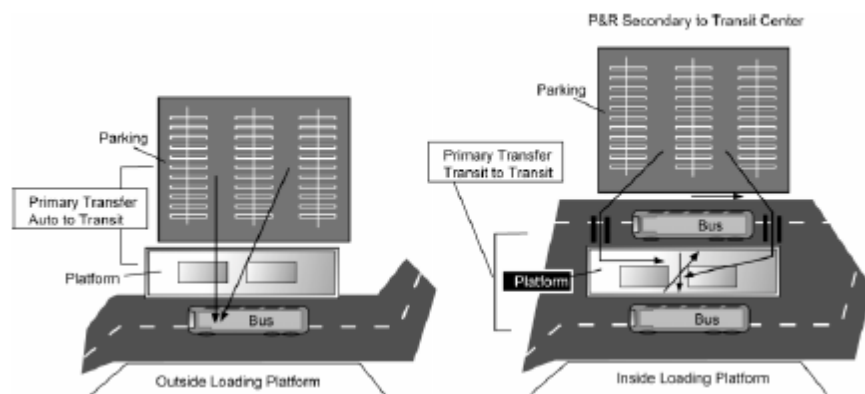 P&R Secondary to Transit Center
Parking
Primary Transfer
Auto to Transit
Platform
Bus
Outside Loading Platform
Parking
Primary Transfer
Transit to Transit
Bus
Platform
Bus
Inside Loading Platform